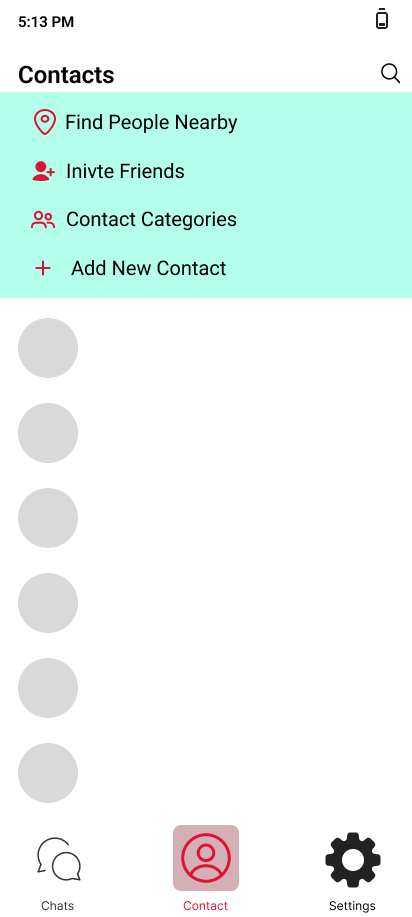 5:13 PM
Contacts
Find People Nearby
Inivte Friends
Contact Categories
Add New Contact
Chats
Contact
Settings